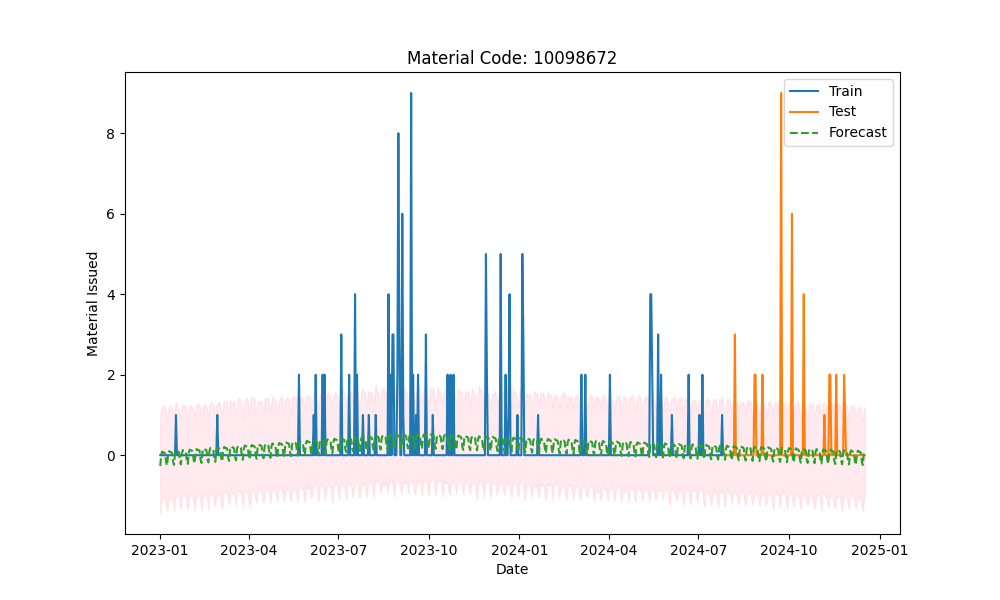 Material Code: 10098672
Train
Test
Forecast
Material Issued
8
6
4
2
0
2023-01 2023-04 2023-07 2023-10 2024-01 2024-04 2024-07 2024-10 2025-01
Date